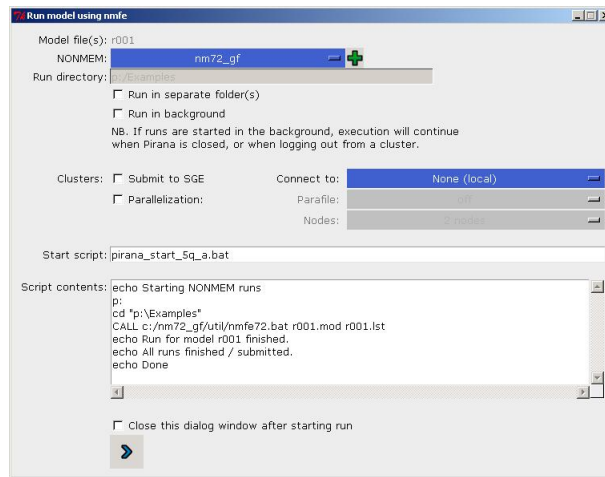 Run model using nmfe
Model file(s): r001
NONMEM: nm72_gf
Run directory: p:/Examples
Run in separate folder(s)
Run in background
NB. If runs are started in the background, execution will continue
when Pirana is closed, or when logging out from a cluster.
Clusters: Submit to SGE Connect to: None (local)
Parallelization: Parafile: off
Nodes: 2 nodes
Start script: pirana_start_5q_a.bat
Script contents: echo Starting NONMEM runs
p:
cd "p:\Examples"
CALL c:/nm72_gf/util/nmfe72.bat r001.mod r001.lst
echo Run for model r001 finished.
echo All runs finished / submitted.
echo Done
Close this dialog window after starting run